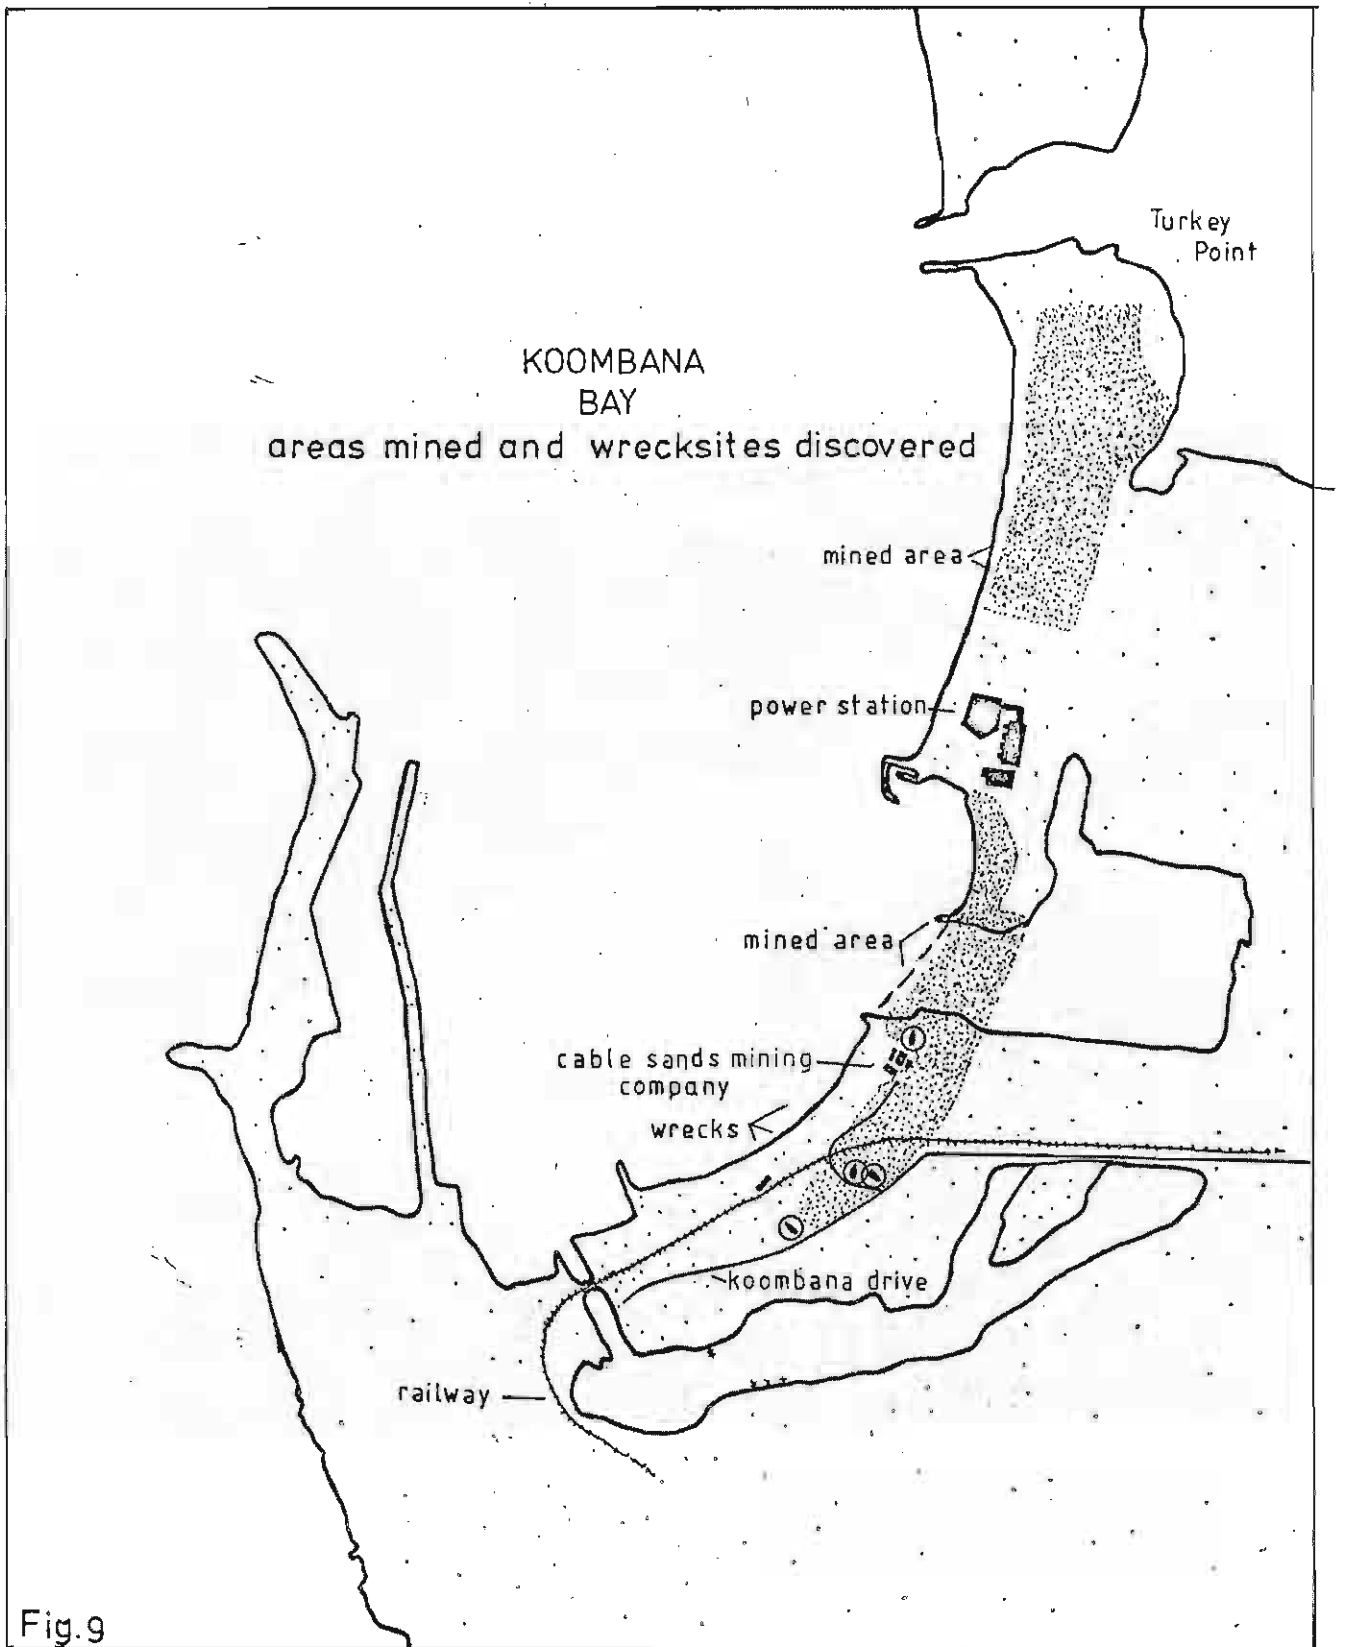 Turkey
Point
KOOMBANA
BAY
areas mined and wrecksites discovered
mined area
power station
mined area
cable sands mining
company
wrecks
koombana drive
railway
Fig.9